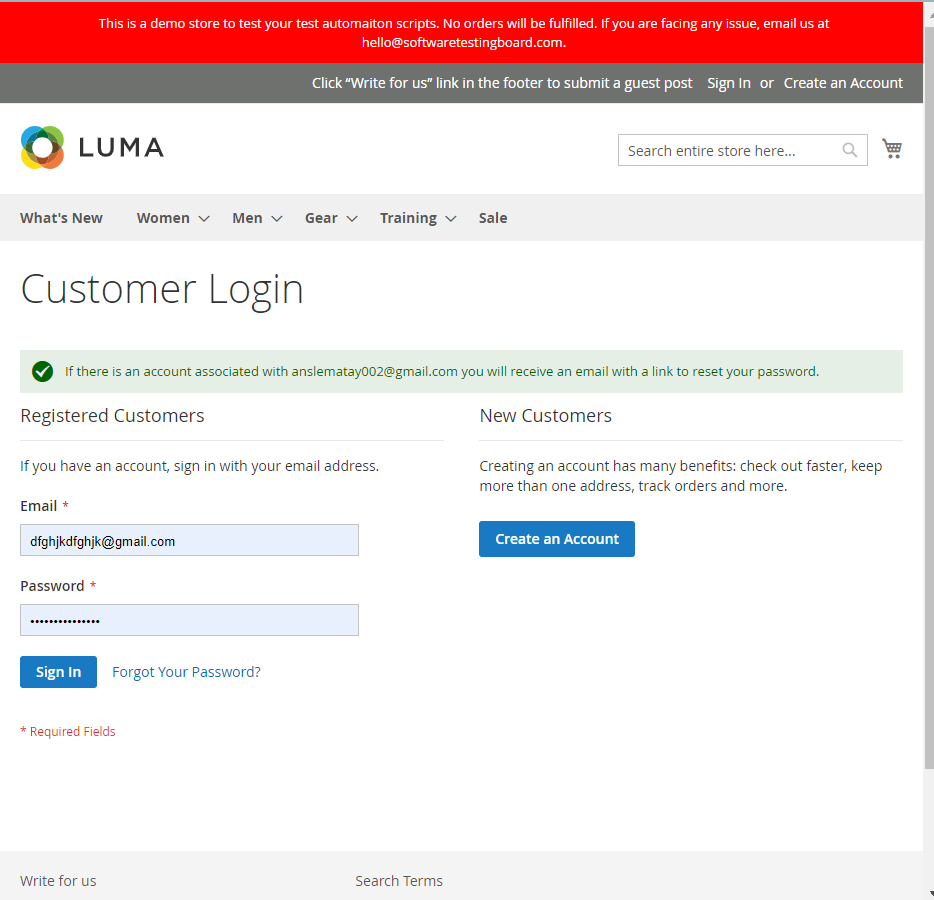 This is a demo store to test your test automaiton scripts. No orders will be fulfilled. If you are facing any issue, email us at
hello@softwaretestingboard.com.
Click “Write for us” link in the footer to submit a guest post Sign In or Create an Account
LUMA
Search entire store here...
What's New Women Men Gear Training Sale
Customer Login
If there is an account associated with anslematay002@gmail.com you will receive an email with a link to reset your password.
Registered Customers
If you have an account, sign in with your email address.
Email *
dfghjkdfghjk@gmail.com
Password *
•••••••••••••••
Sign In Forgot Your Password?
* Required Fields
New Customers
Creating an account has many benefits: check out faster, keep
more than one address, track orders and more.
Create an Account
Write for us Search Terms